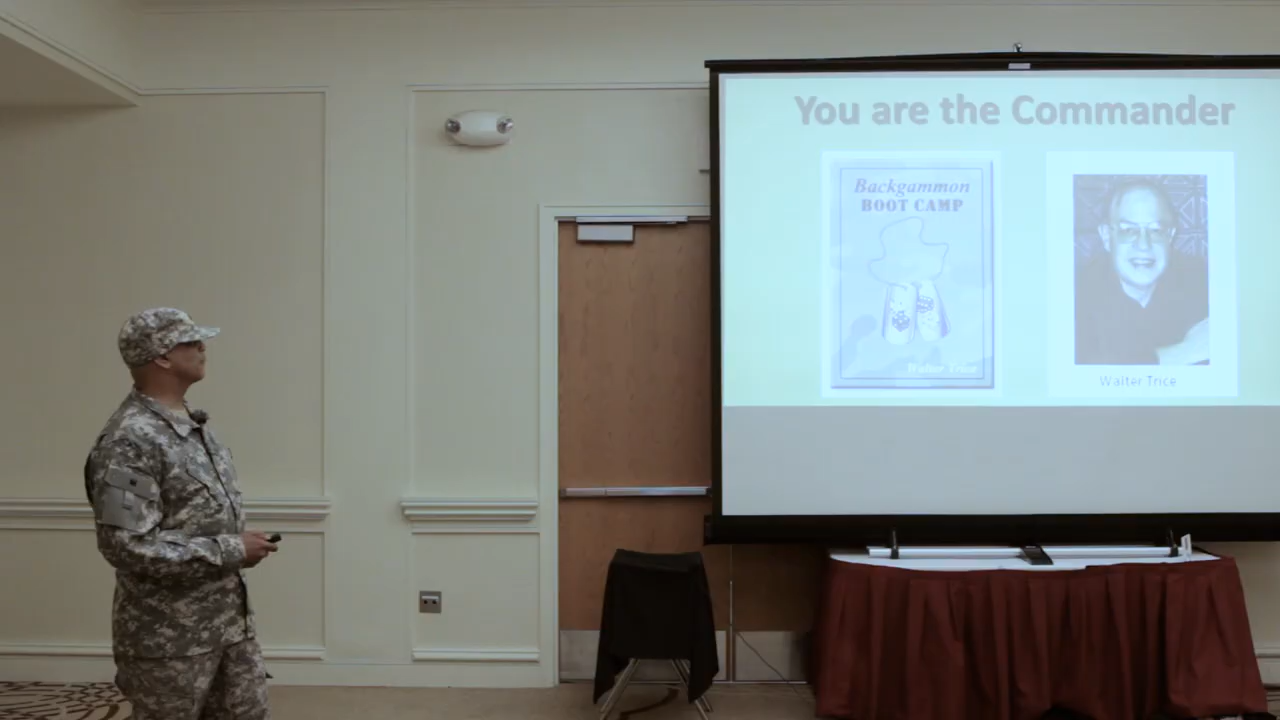 You are the Commander
Backgammon
BOOT CAMP
Walter Trice
Walter Trice